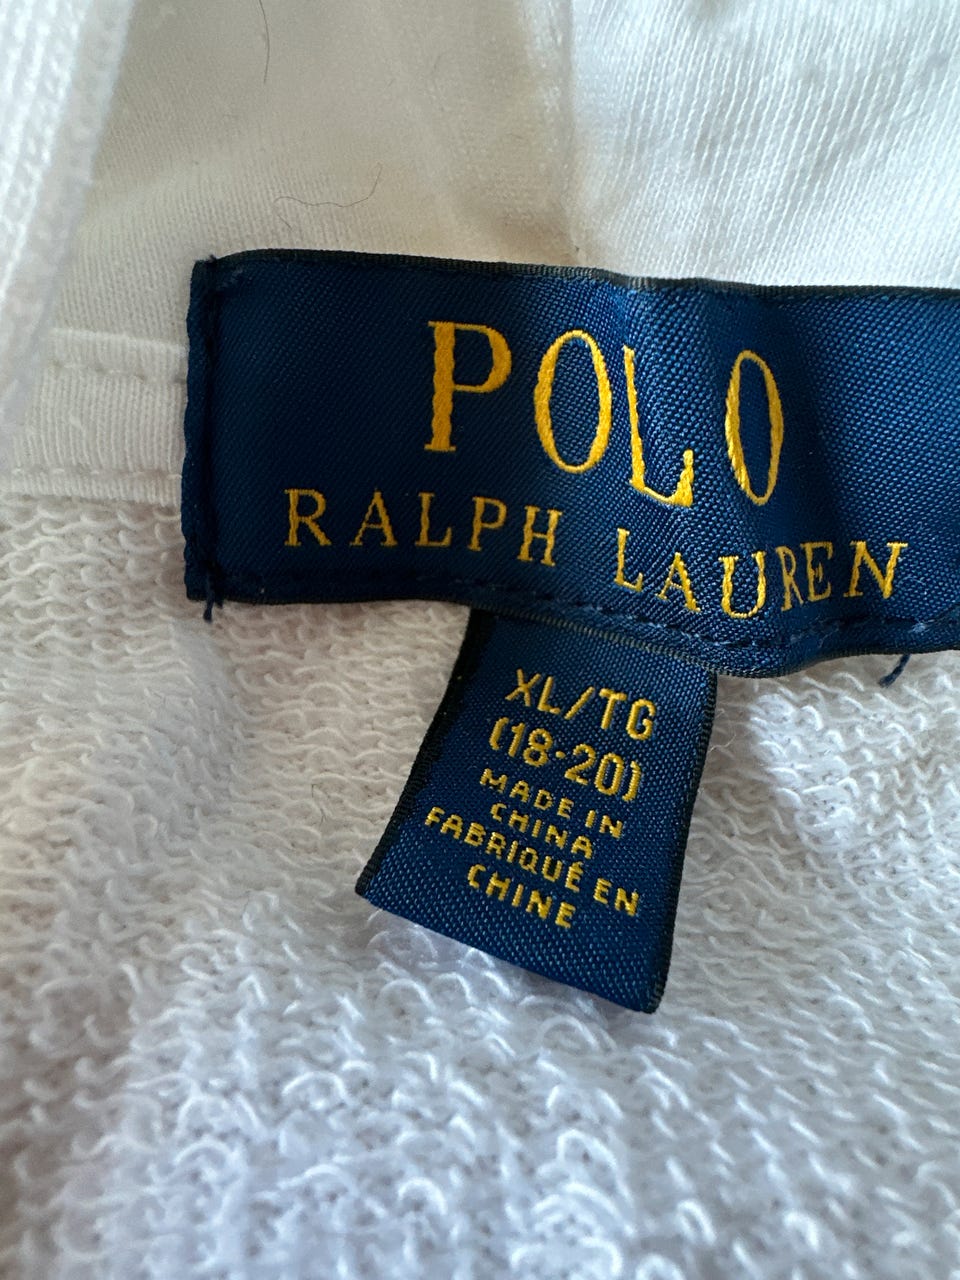 POLO
RALPH LAUREN
XL/TG
(18-20)
MADE IN
CHINA
FABRIQUÉ EN
CHINE